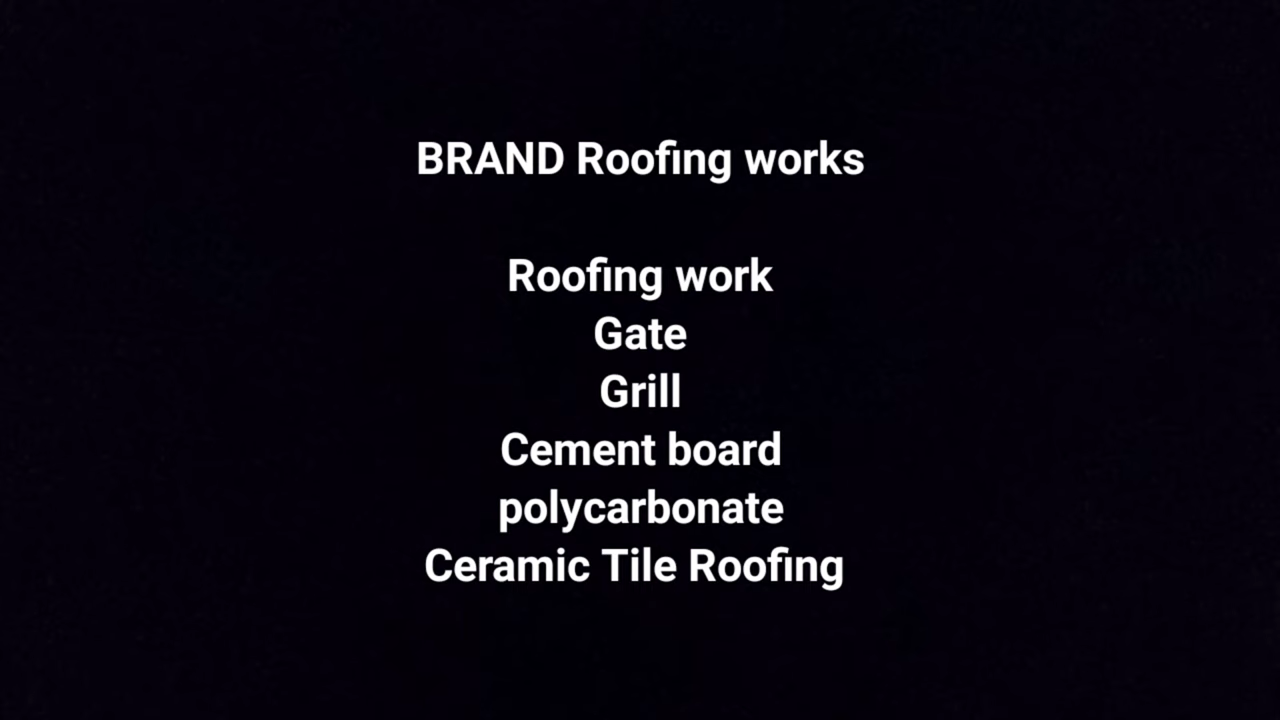 BRAND Roofing works
Roofing work
Gate
Grill
Cement board
polycarbonate
Ceramic Tile Roofing